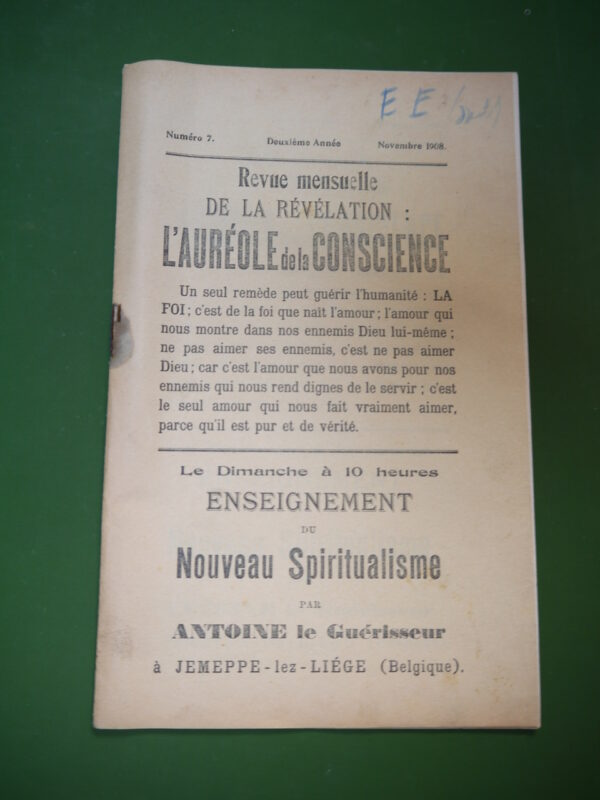 E E
Numéro 7. Deuxième Année Novembre 1908.
Revue mensuelle
DE LA RÉVÉLATION :
L'AURÉOLE de la CONSCIENCE
Un seul remède peut guérir l'humanité : LA
FOI ; c'est de la foi que naît l'amour ; l'amour qui
nous montre dans nos ennemis Dieu lui-même ;
ne pas aimer ses ennemis, c'est ne pas aimer
Dieu ; car c'est l'amour que nous avons pour nos
ennemis qui nous rend dignes de le servir ; c'est
le seul amour qui nous fait vraiment aimer,
parce qu'il est pur et de vérité.
Le Dimanche à 10 heures
ENSEIGNEMENT
DU
Nouveau Spiritualisme
PAR
ANTOINE le Guérisseur
à JEMEPPE-lez-LIÉGE (Belgique).